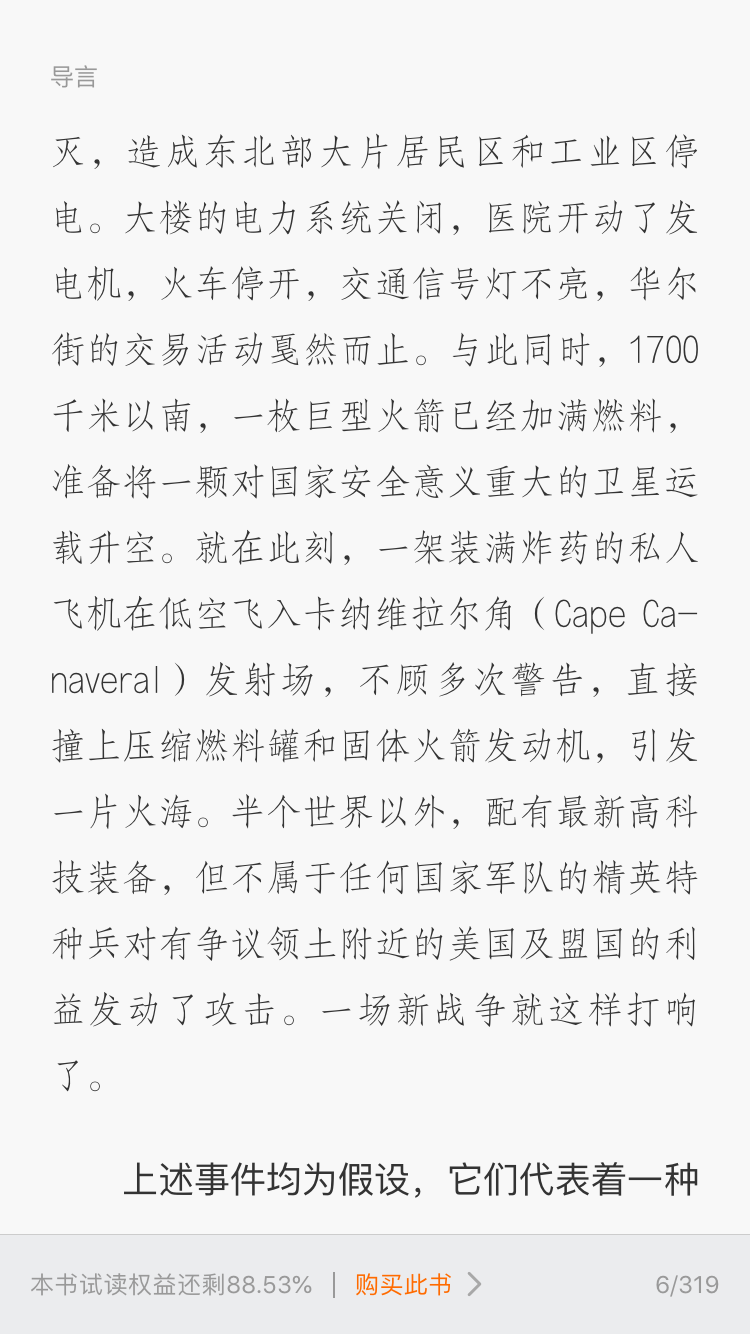 导言
灭，造成东北部大片居民区和工业区停
电。大楼的电力系统关闭，医院开动了发
电机，火车停开，交通信号灯不亮，华尔
街的交易活动戛然而止。与此同时，1700
千米以南，一枚巨型火箭已经加满燃料，
准备将一颗对国家安全意义重大的卫星运
载升空。就在此刻，一架装满炸药的私人
飞机在低空飞入卡纳维拉尔角（Cape Ca-
naveral）发射场，不顾多次警告，直接
撞上压缩燃料罐和固体火箭发动机，引发
一片火海。半个世界以外，配有最新高科
技装备，但不属于任何国家军队的精英特
种兵对有争议领土附近的美国及盟国的利
益发动了攻击。一场新战争就这样打响
了。
上述事件均为假设，它们代表着一种
本书试读权益还剩88.53% | 购买此书 > 6/319